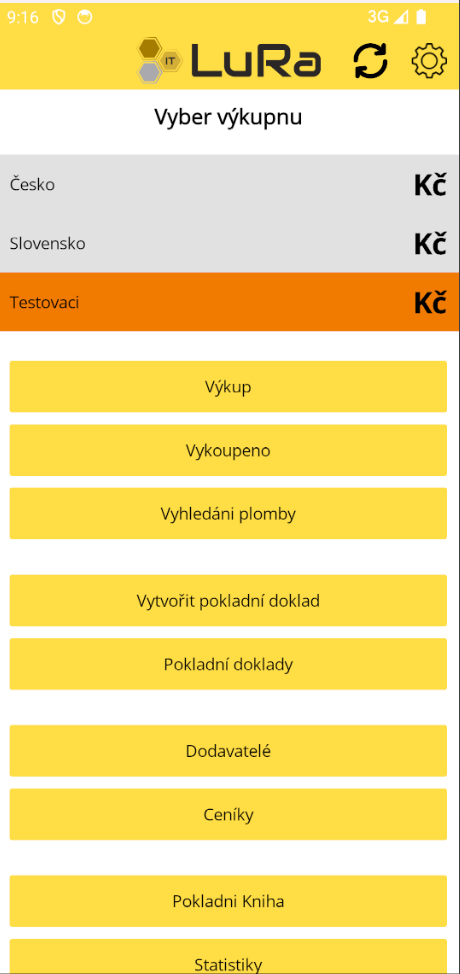 9:16 3G
IT LuRa
Vyber výkupnu
Česko Kč
Slovensko Kč
Testovaci Kč
Výkup
Vykoupeno
Vyhledáni plomby
Vytvořit pokladní doklad
Pokladní doklady
Dodavatelé
Ceníky
Pokladni Kniha
Statistiky